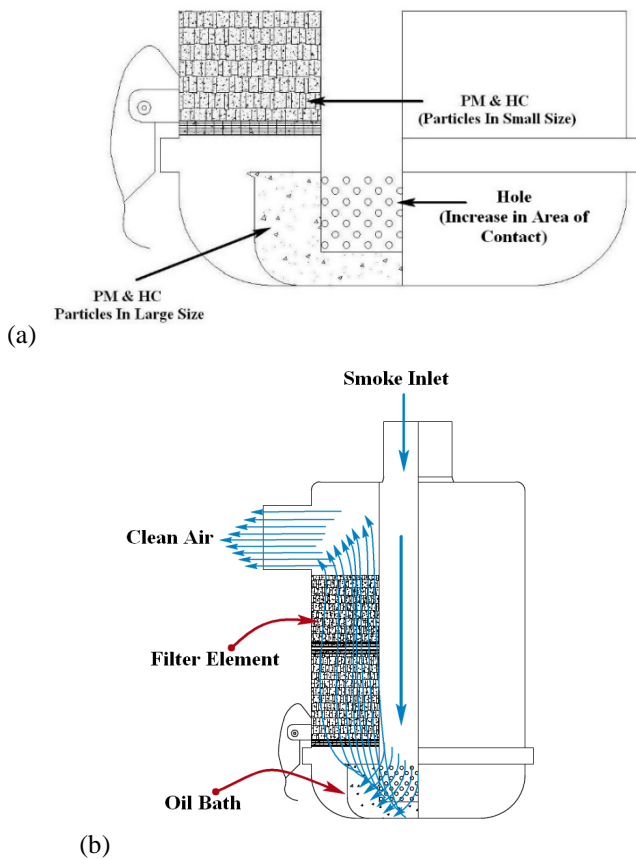 PM & HC
(Particles In Small Size)
Hole
(Increase in Area of
Contact)
PM & HC
Particles In Large Size
(a)
Smoke Inlet
Clean Air
Filter Element
Oil Bath
(b)